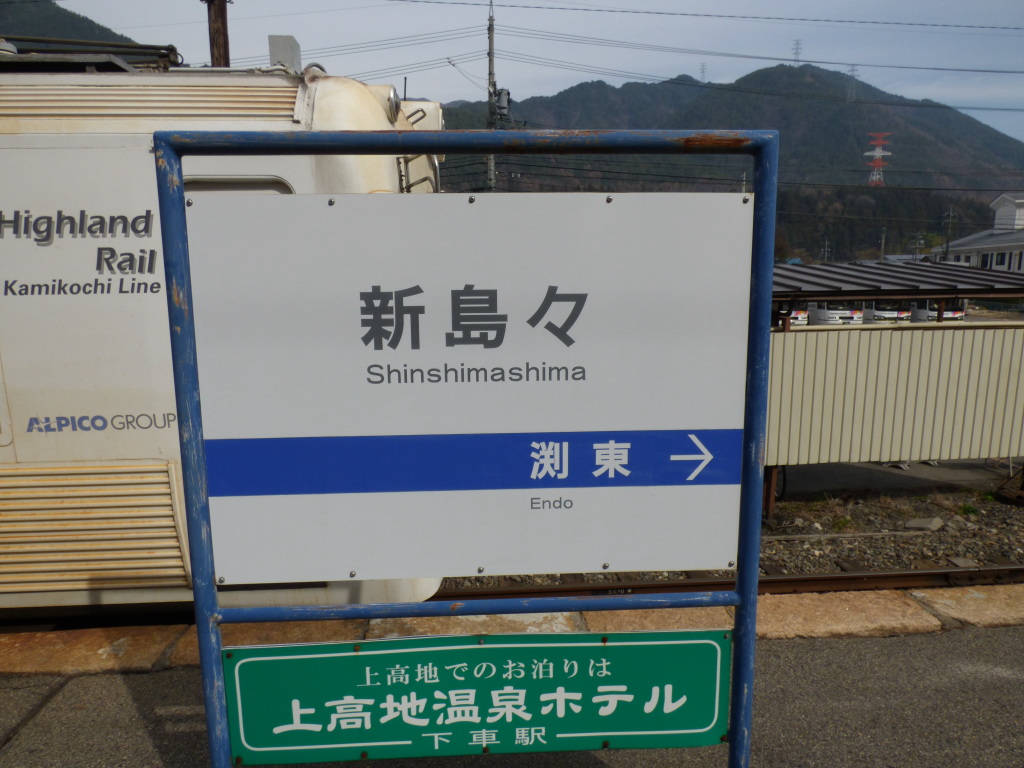 Highland
Rail
Kamikochi Line
ALPICO GROUP
新島々
Shinshimashima
渕東
Endo
上高地でのお泊りは
上高地温泉ホテル
下車駅